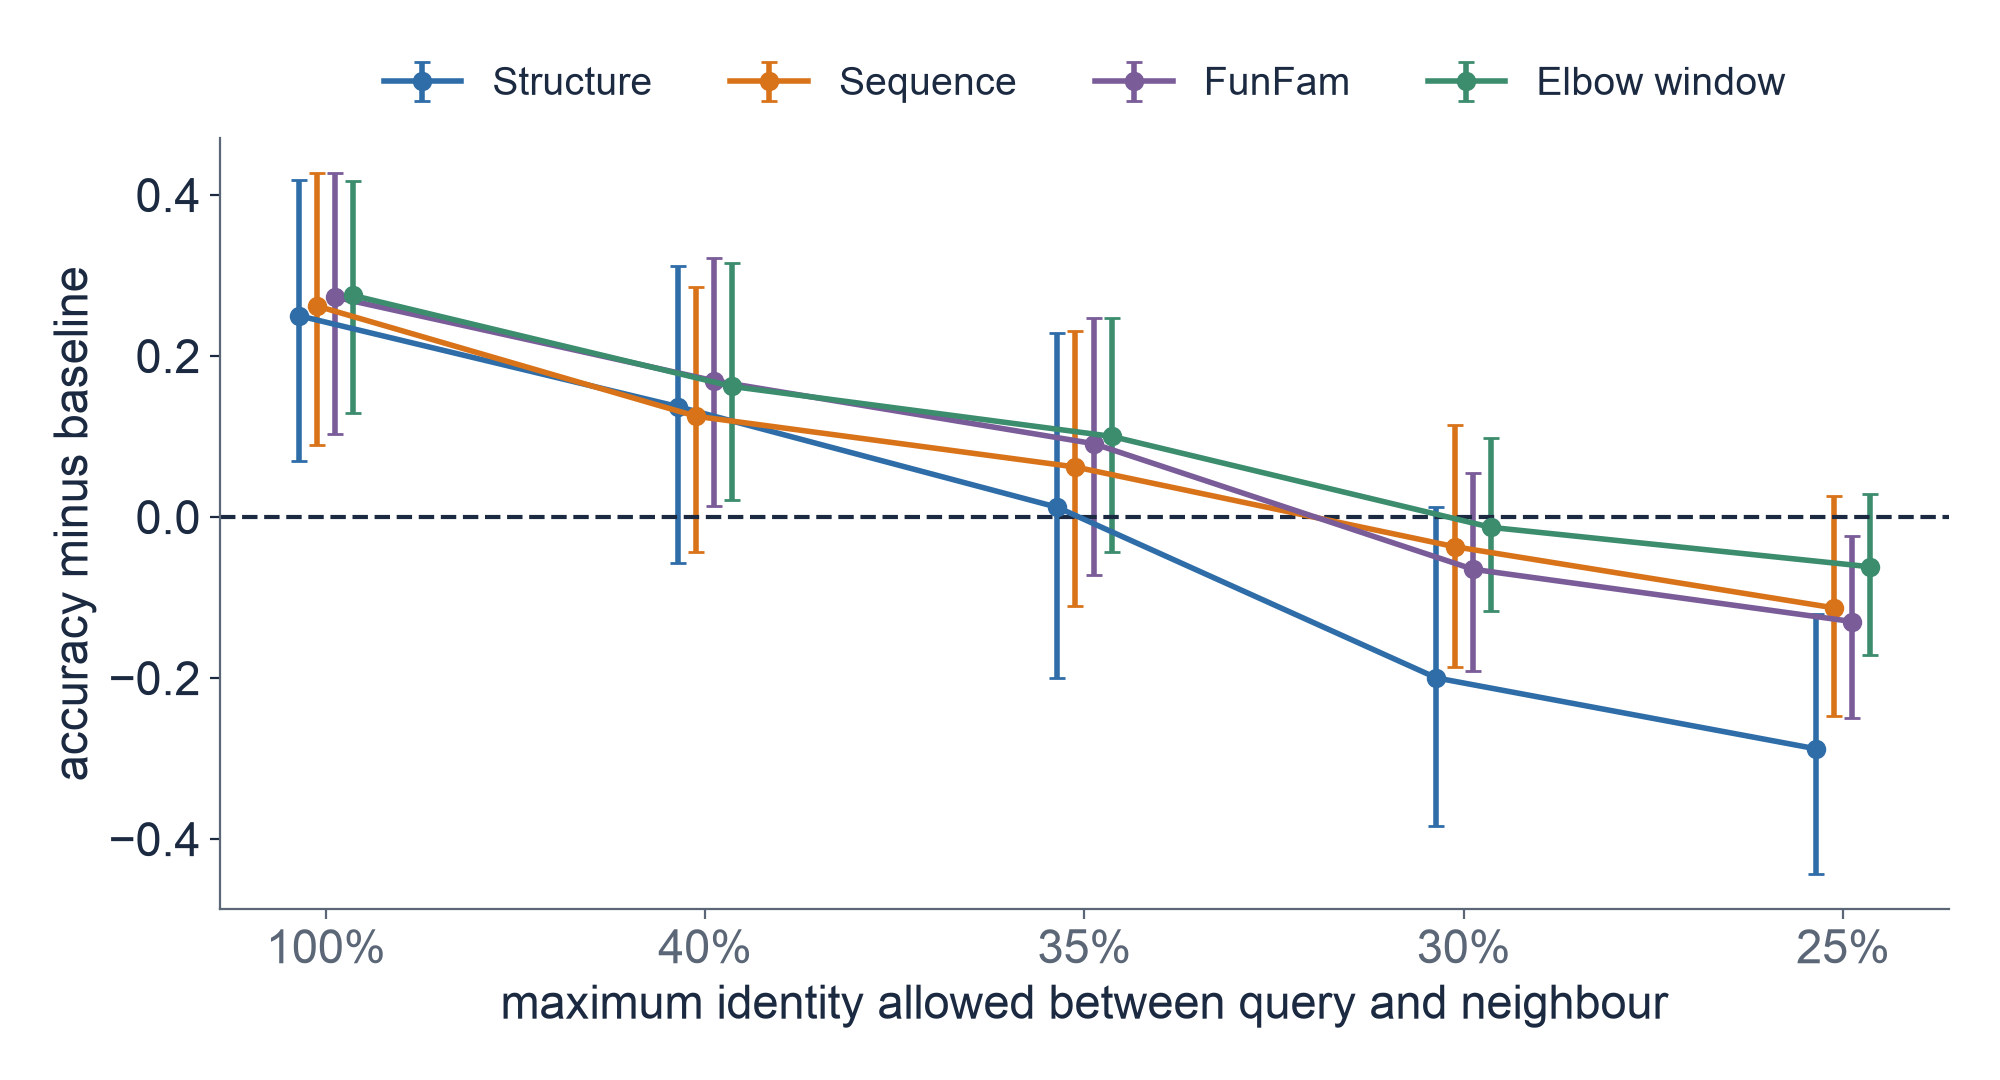 Structure Sequence FunFam Elbow window
accuracy minus baseline
0.4
0.2
0.0
−0.2
−0.4
100% 40% 35% 30% 25%
maximum identity allowed between query and neighbour